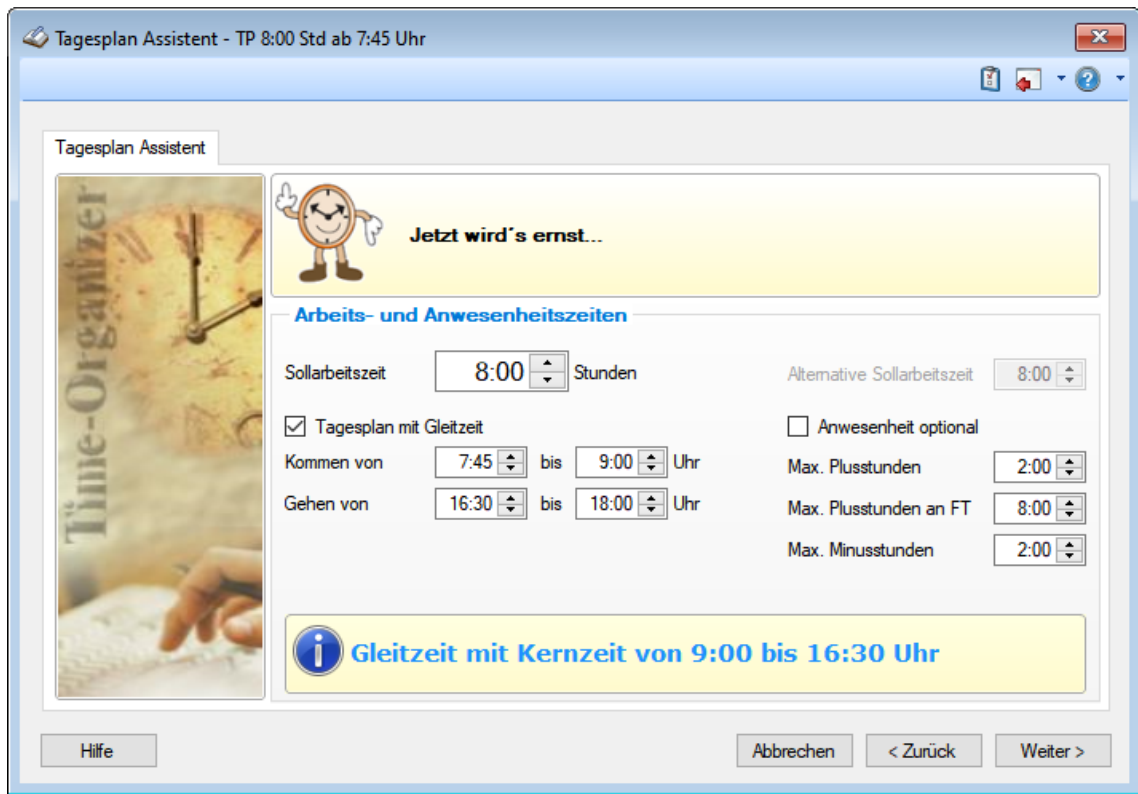 Tagesplan Assistent - TP 8:00 Std ab 7:45 Uhr
Tagesplan Assistent
Time-Organizer
Jetzt wird´s ernst...
Arbeits- und Anwesenheitszeiten
Sollarbeitszeit 8:00 Stunden Alternative Sollarbeitszeit 8:00
Tagesplan mit Gleitzeit Anwesenheit optional
Kommen von 7:45 bis 9:00 Uhr Max. Plusstunden 2:00
Gehen von 16:30 bis 18:00 Uhr Max. Plusstunden an FT 8:00
Max. Minusstunden 2:00
Gleitzeit mit Kernzeit von 9:00 bis 16:30 Uhr
Hilfe Abbrechen < Zurück Weiter >